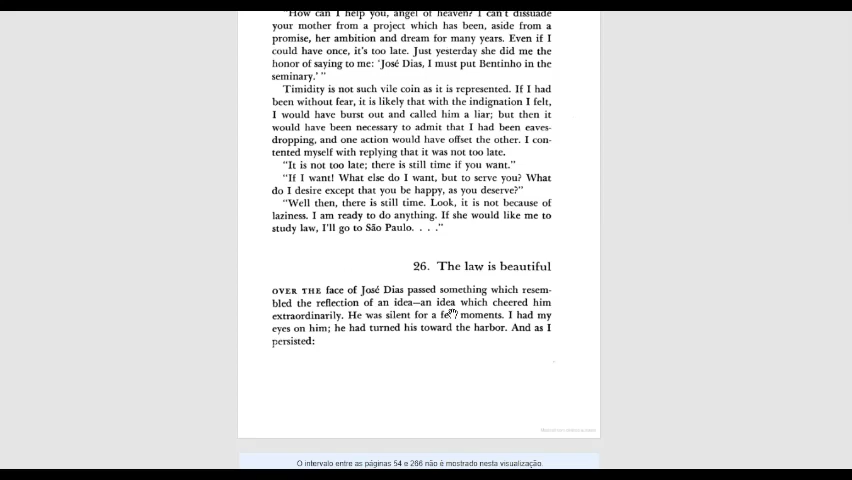 "How can I help you, angel of heaven? I can't dissuade
your mother from a project which has been, aside from a
promise, her ambition and dream for many years. Even if I
could have once, it's too late. Just yesterday she did me the
honor of saying to me: 'José Dias, I must put Bentinho in the
seminary.' "
Timidity is not such vile coin as it is represented. If I had
been without fear, it is likely that with the indignation I felt,
I would have burst out and called him a liar; but then it
would have been necessary to admit that I had been eaves-
dropping, and one action would have offset the other. I con-
tented myself with replying that it was not too late.
"It is not too late; there is still time if you want."
"If I want! What else do I want, but to serve you? What
do I desire except that you be happy, as you deserve?"
"Well then, there is still time. Look, it is not because of
laziness. I am ready to do anything. If she would like me to
study law, I'll go to São Paulo. . . ."
26. The law is beautiful
OVER THE face of José Dias passed something which resem-
bled the reflection of an idea—an idea which cheered him
extraordinarily. He was silent for a few moments. I had my
eyes on him; he had turned his toward the harbor. And as I
persisted:
O intervalo entre as páginas 54 e 266 não é mostrado nesta visualização.